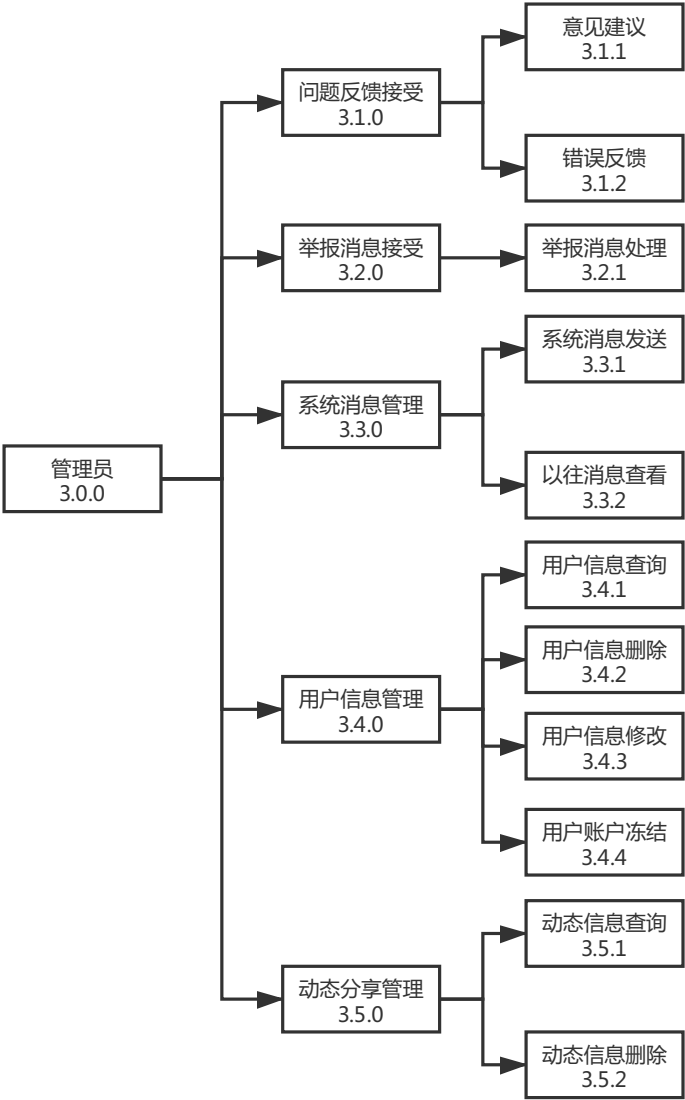 意见建议
3.1.1
问题反馈接受
3.1.0
错误反馈
3.1.2
举报消息接受
3.2.0
举报消息处理
3.2.1
系统消息发送
3.3.1
系统消息管理
3.3.0
以往消息查看
3.3.2
管理员
3.0.0
用户信息查询
3.4.1
用户信息删除
3.4.2
用户信息管理
3.4.0
用户信息修改
3.4.3
用户账户冻结
3.4.4
动态信息查询
3.5.1
动态分享管理
3.5.0
动态信息删除
3.5.2